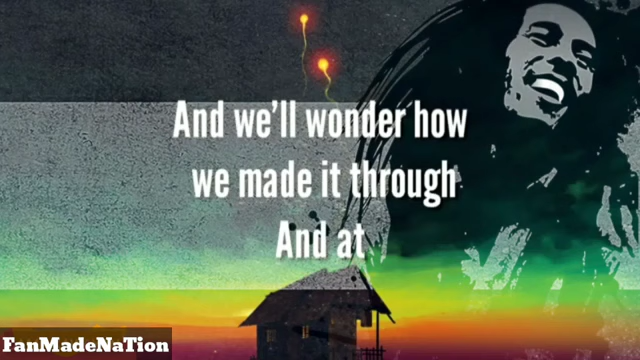 And we'll wonder how
we made it through
And at
FanMadeNaTion